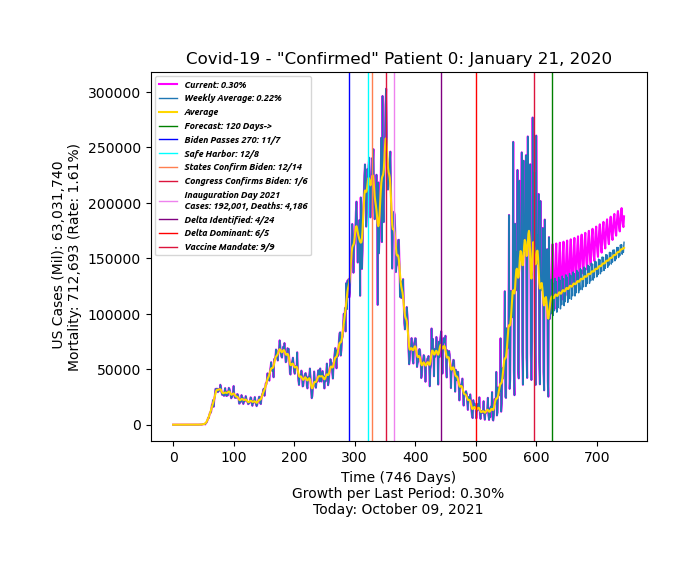 Covid-19 - "Confirmed" Patient 0: January 21, 2020
US Cases (Mil): 63,031,740
Mortality: 712,693 (Rate: 1.61%)
300000
250000
200000
150000
100000
50000
0
Current: 0.30%
Weekly Average: 0.22%
Average
Forecast: 120 Days->
Biden Passes 270: 11/7
Safe Harbor: 12/8
States Confirm Biden: 12/14
Congress Confirms Biden: 1/6
Inauguration Day 2021
Cases: 192,001, Deaths: 4,186
Delta Identified: 4/24
Delta Dominant: 6/5
Vaccine Mandate: 9/9
0 100 200 300 400 500 600 700
Time (746 Days)
Growth per Last Period: 0.30%
Today: October 09, 2021